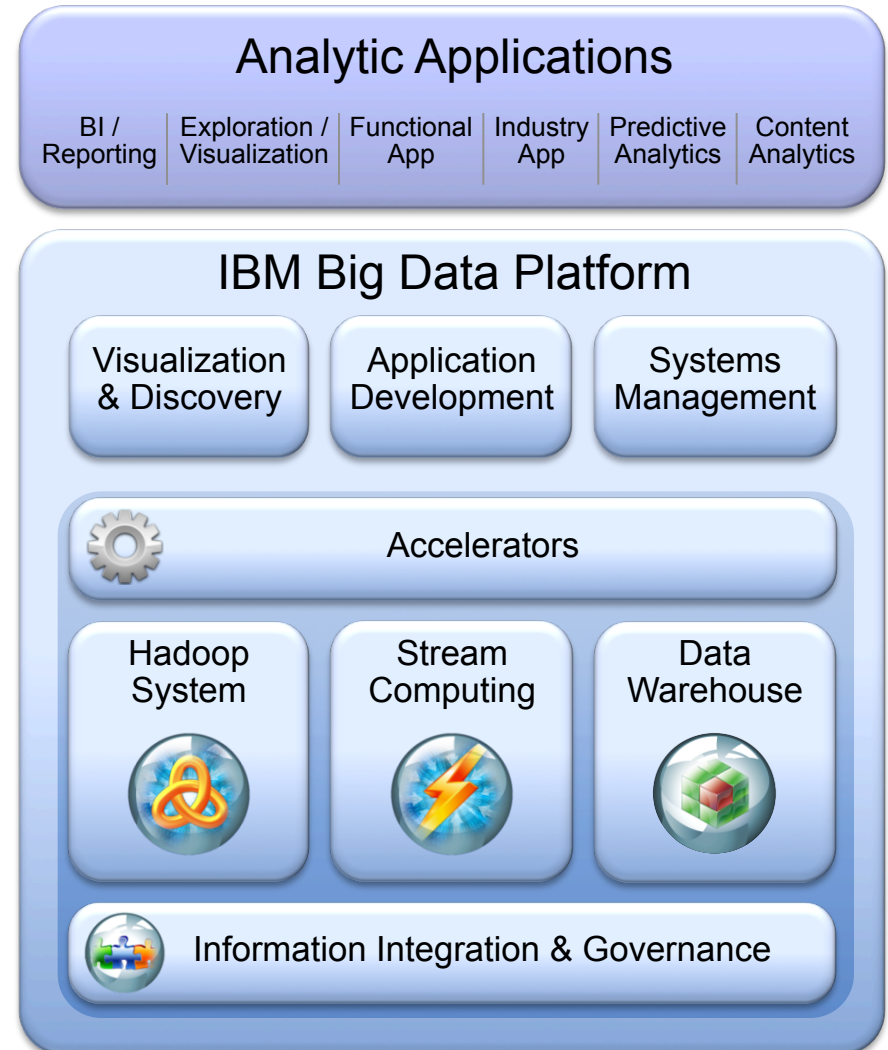 Analytic Applications
BI /
Reporting
Exploration /
Visualization
Functional
App
Industry
App
Predictive
Analytics
Content
Analytics
IBM Big Data Platform
Visualization
& Discovery
Application
Development
Systems
Management
Accelerators
Hadoop
System
Stream
Computing
Data
Warehouse
Information Integration & Governance